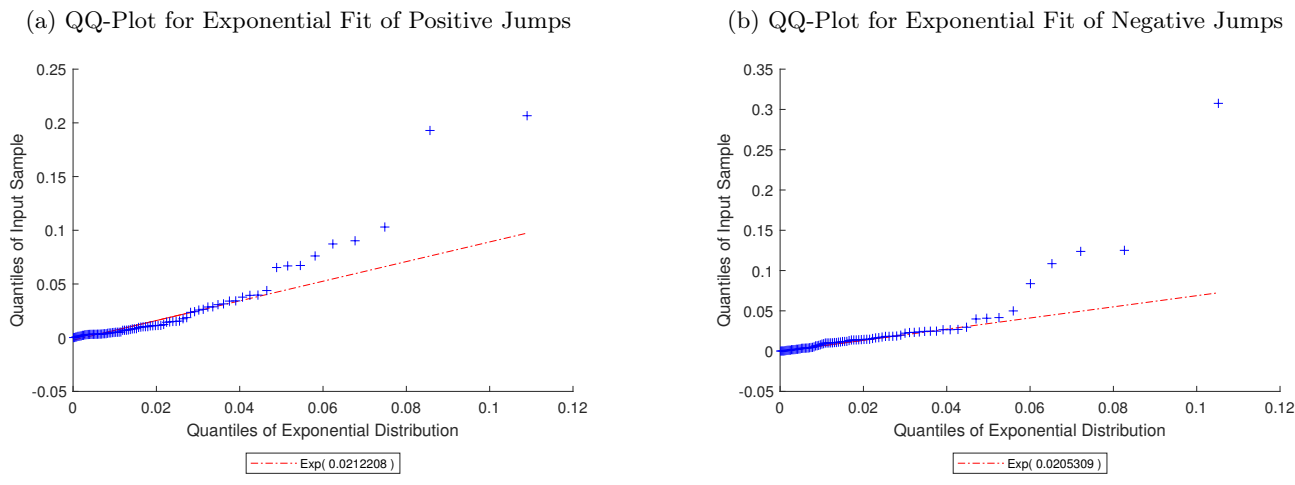 (a) QQ-Plot for Exponential Fit of Positive Jumps
0.25
0.2
0.15
0.1
0.05
0
-0.05
Quantiles of Input Sample
0 0.02 0.04 0.06 0.08 0.1 0.12
Quantiles of Exponential Distribution
Exp( 0.0212208 )
(b) QQ-Plot for Exponential Fit of Negative Jumps
0.35
0.3
0.25
0.2
0.15
0.1
0.05
0
-0.05
Quantiles of Input Sample
0 0.02 0.04 0.06 0.08 0.1 0.12
Quantiles of Exponential Distribution
Exp( 0.0205309 )